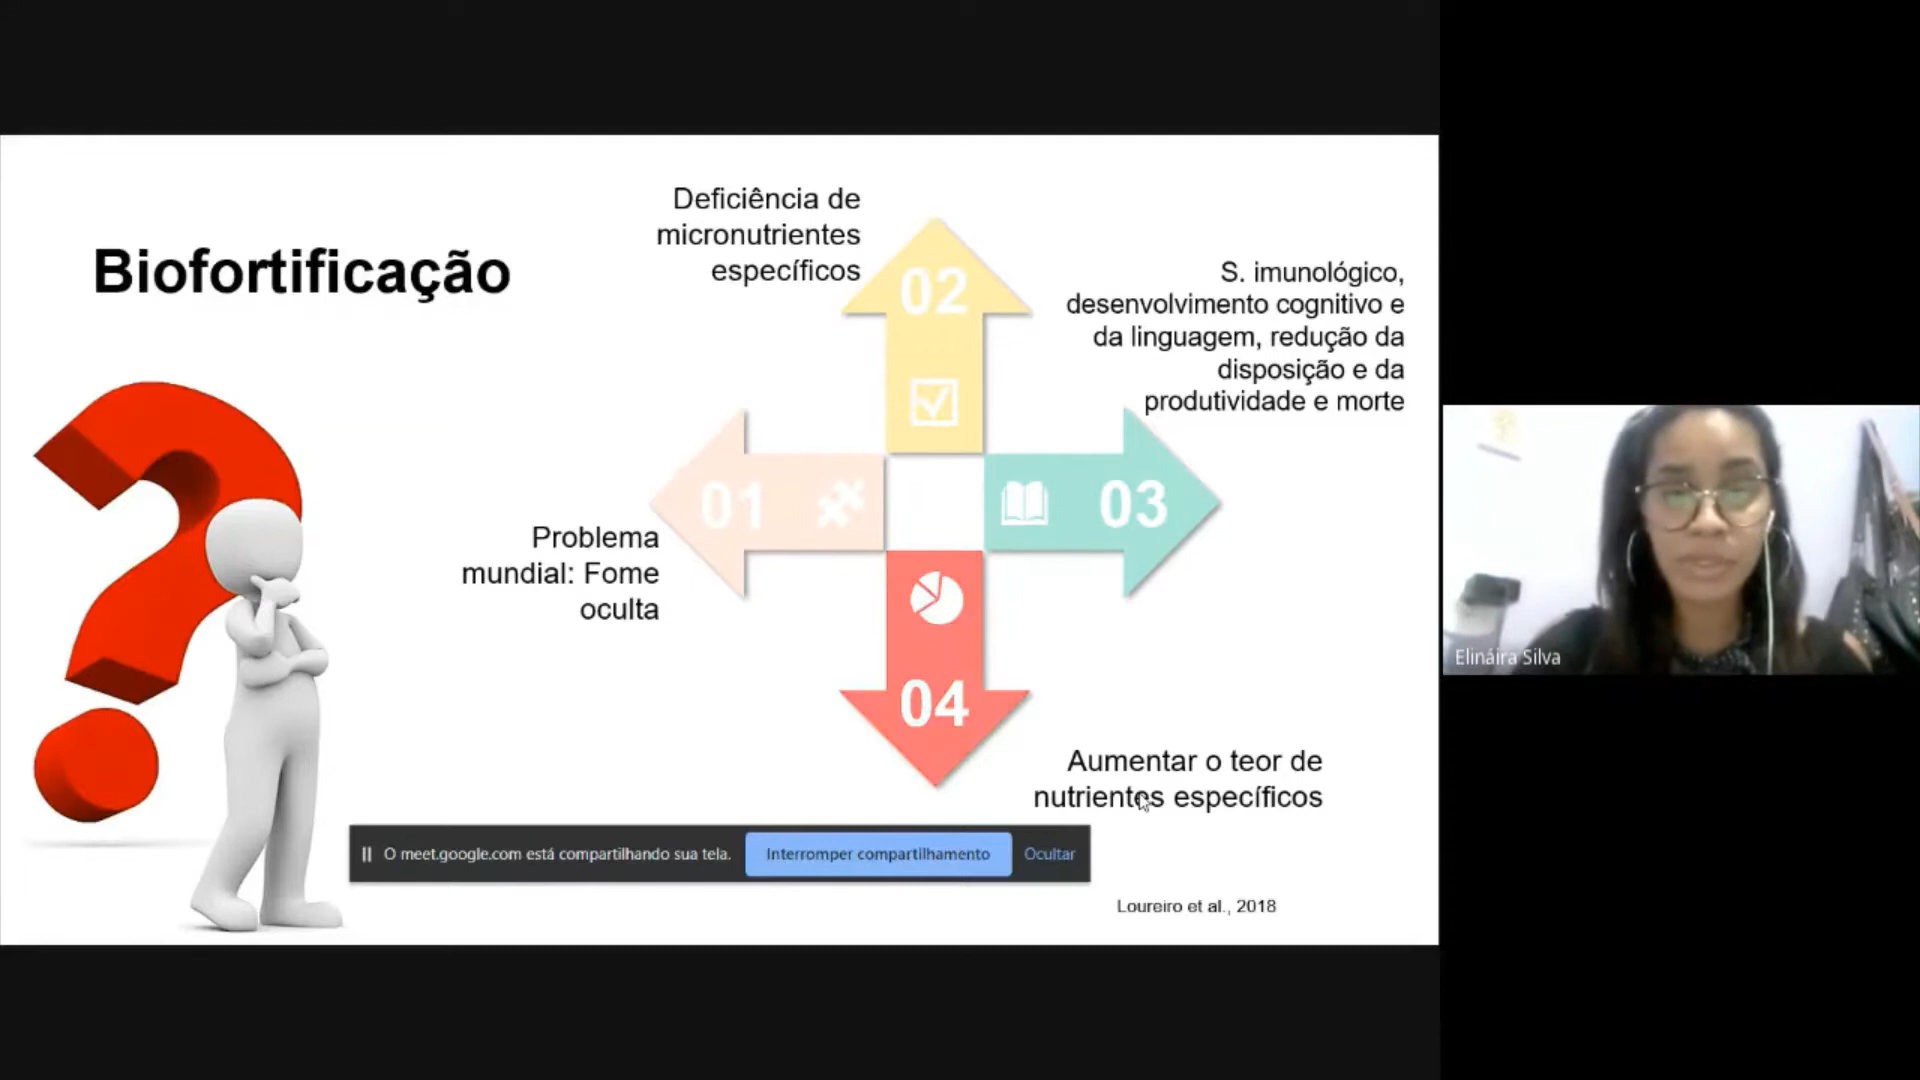 Biofortificação
Deficiência de
micronutrientes
específicos
02
S. imunológico,
desenvolvimento cognitivo e
da linguagem, redução da
disposição e da
produtividade e morte
01
03
Problema
mundial: Fome
oculta
04
Aumentar o teor de
nutrientes específicos
O meet.google.com está compartilhando sua tela.
Interromper compartilhamento
Ocultar
Loureiro et al., 2018
Elináira Silva